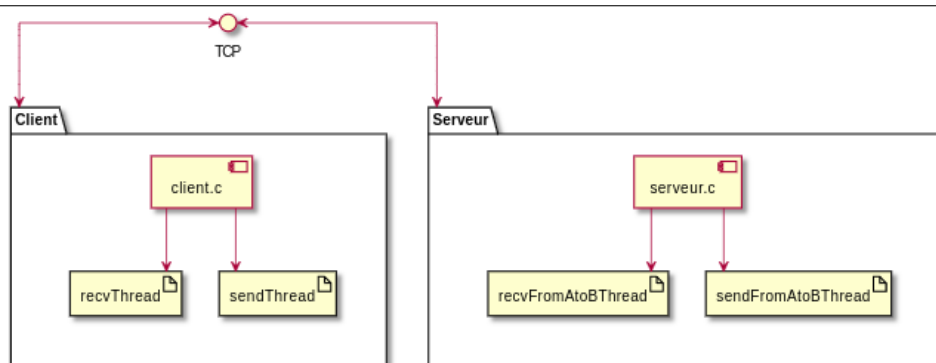 TCP
Client
Serveur
client.c
serveur.c
recvThread
sendThread
recvFromAtoBThread
sendFromAtoBThread